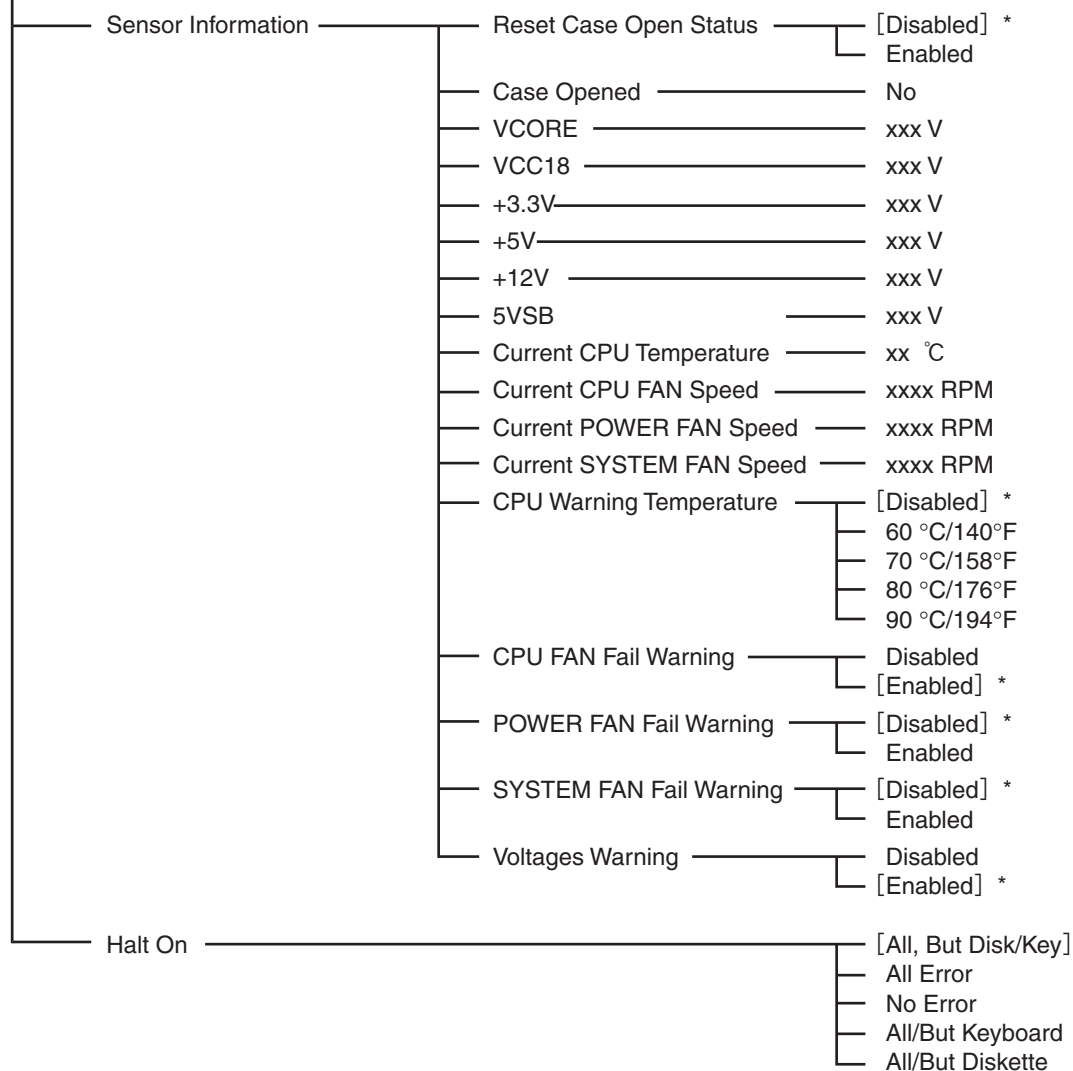 Sensor Information Reset Case Open Status [Disabled] *
Enabled
Case Opened No
VCORE xxx V
VCC18 xxx V
+3.3V xxx V
+5V xxx V
+12V xxx V
5VSB xxx V
Current CPU Temperature xx ℃
Current CPU FAN Speed xxxx RPM
Current POWER FAN Speed xxxx RPM
Current SYSTEM FAN Speed xxxx RPM
CPU Warning Temperature [Disabled] *
60 °C/140°F
70 °C/158°F
80 °C/176°F
90 °C/194°F
CPU FAN Fail Warning Disabled
[Enabled] *
POWER FAN Fail Warning [Disabled] *
Enabled
SYSTEM FAN Fail Warning [Disabled] *
Enabled
Voltages Warning Disabled
[Enabled] *
Halt On [All, But Disk/Key]
All Error
No Error
All/But Keyboard
All/But Diskette